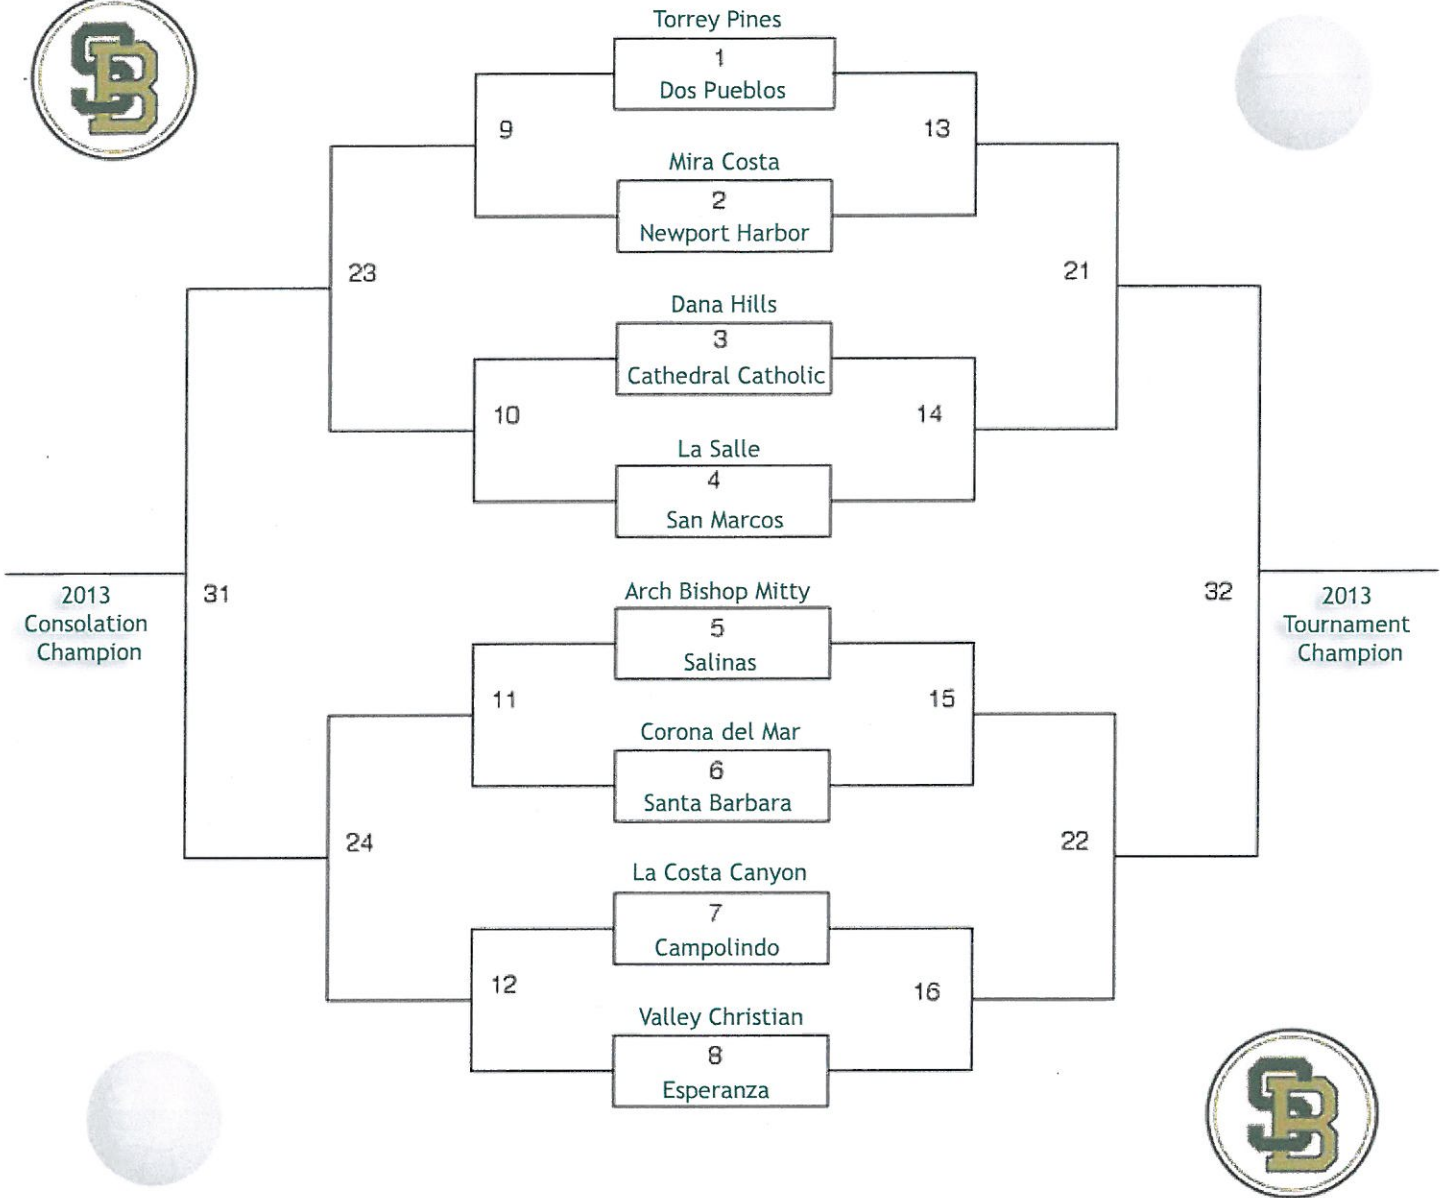 SB
Torrey Pines
1
Dos Pueblos
9
13
Mira Costa
2
Newport Harbor
23
21
Dana Hills
3
Cathedral Catholic
10
14
La Salle
4
San Marcos
31
32
2013
Consolation
Champion
2013
Tournament
Champion
Arch Bishop Mitty
5
Salinas
11
15
Corona del Mar
6
Santa Barbara
24
22
La Costa Canyon
7
Campolindo
12
16
Valley Christian
8
Esperanza
SB